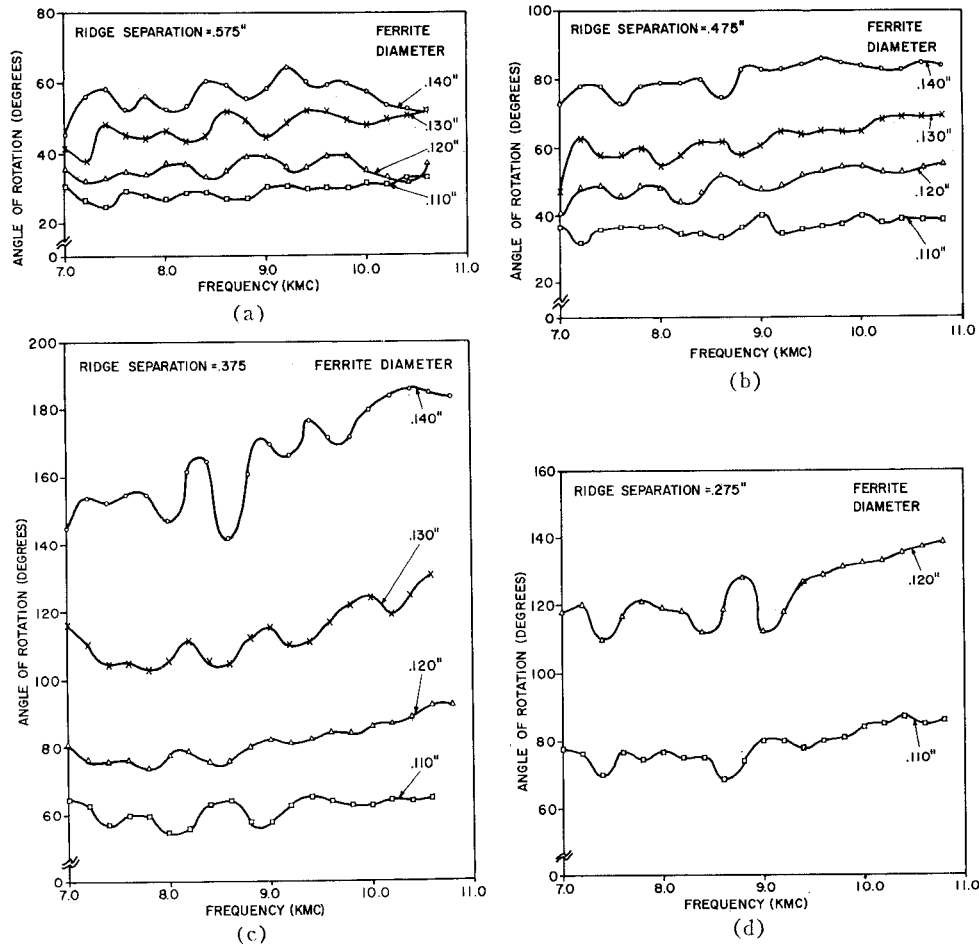 RIDGE SEPARATION =.575"
FERRITE
DIAMETER
80
60
40
20
0
ANGLE OF ROTATION (DEGREES)
.140"
.130"
.120"
.110"
7.0 8.0 9.0 10.0 11.0
FREQUENCY (KMC)
(a)
RIDGE SEPARATION =.475"
FERRITE
DIAMETER
100
80
60
40
20
0
ANGLE OF ROTATION (DEGREES)
.140"
.130"
.120"
.110"
7.0 8.0 9.0 10.0 11.0
FREQUENCY (KMC)
(b)
RIDGE SEPARATION =.375
FERRITE DIAMETER
200
180
160
140
120
100
80
60
0
ANGLE OF ROTATION (DEGREES)
.140"
.130"
.120"
.110"
7.0 8.0 9.0 10.0 11.0
FREQUENCY (KMC)
(c)
RIDGE SEPARATION =.275"
FERRITE
DIAMETER
160
140
120
100
80
60
0
ANGLE OF ROTATION (DEGREES)
.120"
.110"
7.0 8.0 9.0 10.0 11.0
FREQUENCY (KMC)
(d)